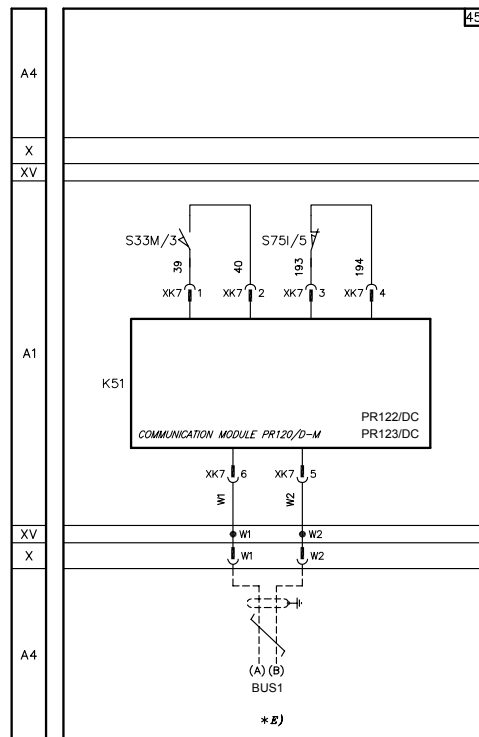 45
A4
X
XV
S33M/3 S75I/5
39 40 193 194
XK7 1 XK7 2 XK7 3 XK7 4
A1
K51
PR122/DC
COMMUNICATION MODULE PR120/D-M PR123/DC
XK7 6 XK7 5
W1 W2
XV W1 W2
X W1 W2
A4
(A) (B)
BUS1
*E)